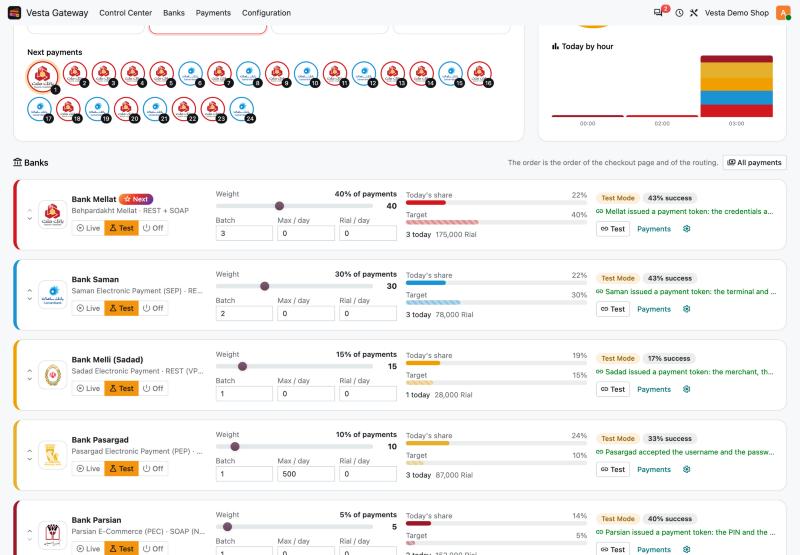 Vesta Gateway Control Center Banks Payments Configuration 2 Vesta Demo Shop A
Next payments
1 2 3 4 5 6 7 8 9 10 11 12 13 14 15 16
17 18 19 20 21 22 23 24
Today by hour
00:00 02:00 03:00
Banks
The order is the order of the checkout page and of the routing. All payments
Bank Mellat Next
Behpardakht Mellat · REST + SOAP
Live Test Off
Weight 40% of payments
40
Batch Max / day Rial / day
3 0 0
Today's share 22%
Target 40%
3 today 175,000 Rial
Test Mode 43% success
Mellat issued a payment token: the credentials a...
Test Payments
Bank Saman
Saman Electronic Payment (SEP) · RE...
Live Test Off
Weight 30% of payments
30
Batch Max / day Rial / day
2 0 0
Today's share 22%
Target 30%
3 today 78,000 Rial
Test Mode 43% success
Saman issued a payment token: the terminal and ...
Test Payments
Bank Melli (Sadad)
Sadad Electronic Payment · REST (VP...
Live Test Off
Weight 15% of payments
15
Batch Max / day Rial / day
1 0 0
Today's share 19%
Target 15%
1 today 28,000 Rial
Test Mode 17% success
Sadad issued a payment token: the merchant, th...
Test Payments
Bank Pasargad
Pasargad Electronic Payment (PEP) · ...
Live Test Off
Weight 10% of payments
10
Batch Max / day Rial / day
1 500 0
Today's share 24%
Target 10%
3 today 87,000 Rial
Test Mode 33% success
Pasargad accepted the username and the passw...
Test Payments
Bank Parsian
Parsian E-Commerce (PEC) · SOAP (N...
Live Test Off
Weight 5% of payments
5
Batch Max / day Rial / day
Today's share 14%
Target 5%
Test Mode 40% success
Parsian issued a payment token: the PIN and the ...
Test Payments